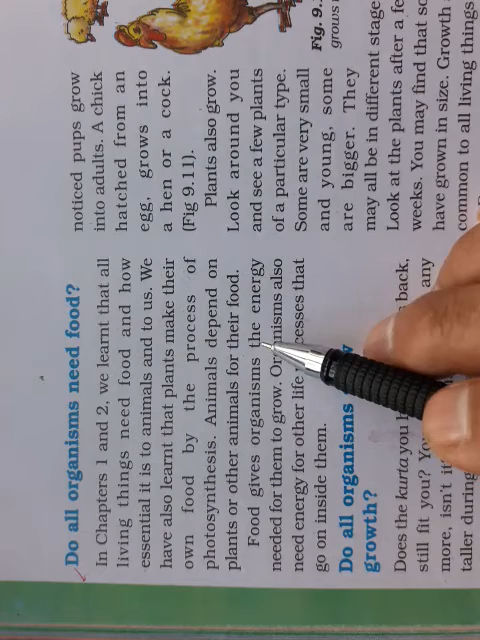 Do all organisms need food?
In Chapters 1 and 2, we learnt that all
living things need food and how
essential it is to animals and to us. We
have also learnt that plants make their
own food by the process of
photosynthesis. Animals depend on
plants or other animals for their food.
Food gives organisms the energy
needed for them to grow. Organisms also
need energy for other life processes that
go on inside them.
Do all organisms
growth?
Does the kurta you back,
still fit you? any
more, isn't
taller during
noticed pups grow
into adults. A chick
hatched from an
egg, grows into
a hen or a cock.
(Fig 9.11).
Plants also grow.
Look around you
and see a few plants
of a particular type.
Some are very small
and young, some
are bigger. They
may all be in different stage
Look at the plants after a fe
weeks. You may find that so
have grown in size. Growth
common to all living things
Fig. 9.
grows